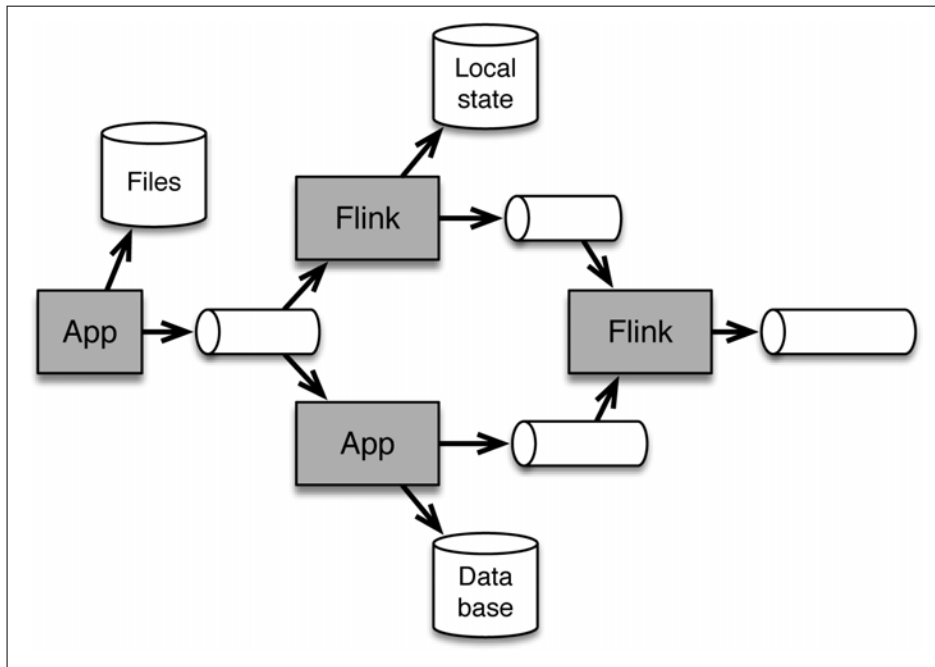 Local
state
Files
Flink
App
Flink
App
Data
base